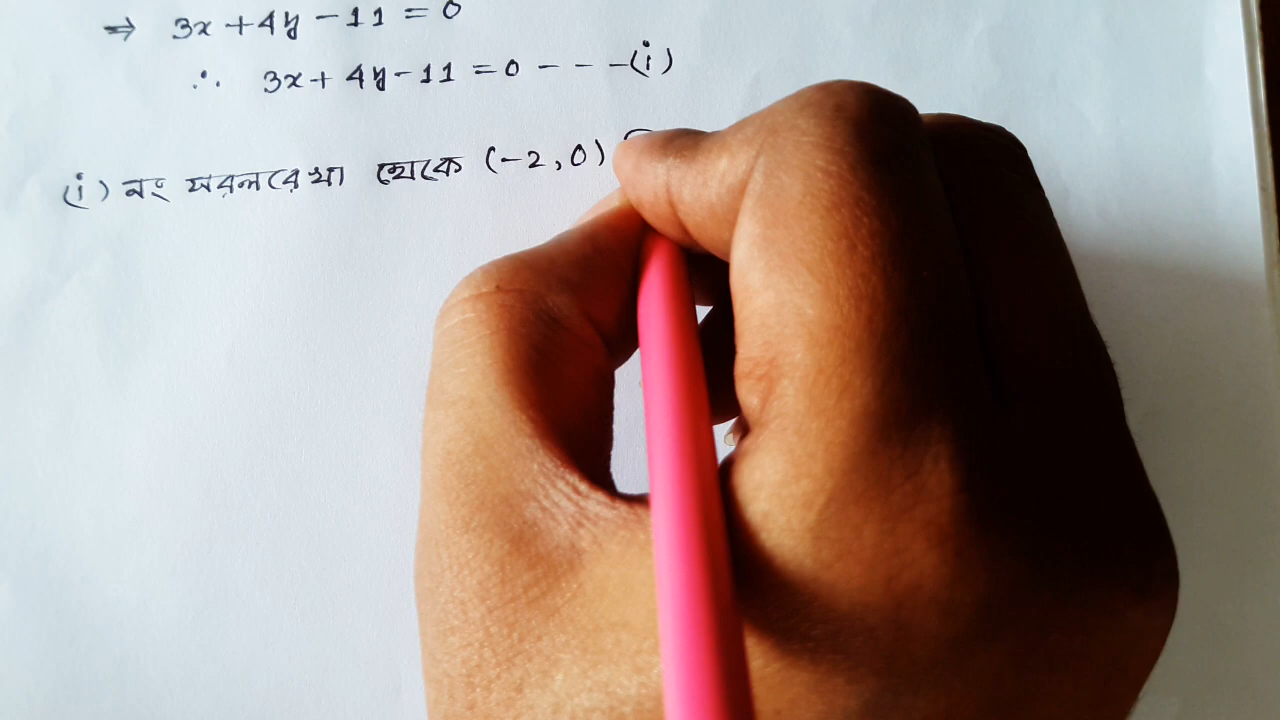 ⇒ 3x + 4y - 11 = 0
∴ 3x + 4y - 11 = 0 - - - (i)
(i) নং সরলরেখা থেকে (-2, 0)